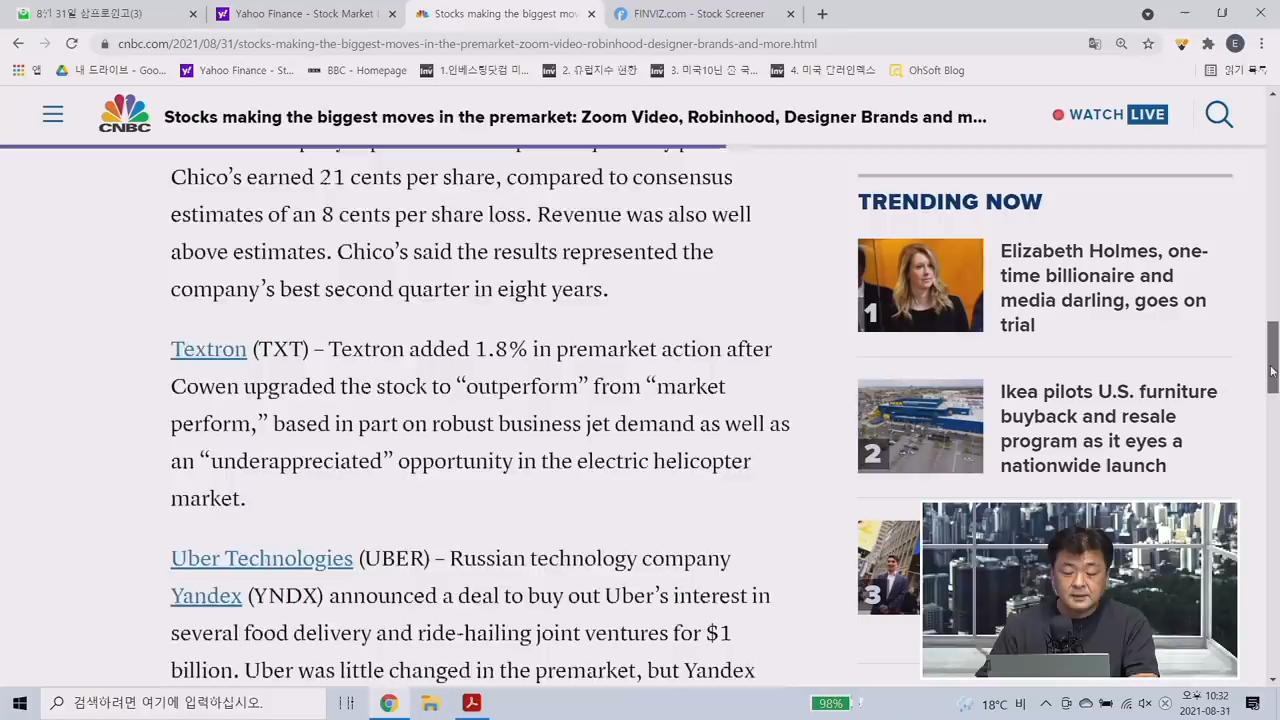 8월 31일 삼프로원고(3)
Yahoo Finance - Stock Market L
Stocks making the biggest mov
FINVIZ.com - Stock Screener
cnbc.com/2021/08/31/stocks-making-the-biggest-moves-in-the-premarket-zoom-video-robinhood-designer-brands-and-more.html
앱
내 드라이브 - Goo...
Yahoo Finance - St...
BBC - Homepage
1.인베스팅닷컴 미...
2. 유럽지수 현황
3. 미국10년 준 국...
4. 미국 달러인덱스
OhSoft Blog
읽기 목록
CNBC
Stocks making the biggest moves in the premarket: Zoom Video, Robinhood, Designer Brands and m...
WATCH LIVE
Chico's earned 21 cents per share, compared to consensus
estimates of an 8 cents per share loss. Revenue was also well
above estimates. Chico's said the results represented the
company's best second quarter in eight years.
Textron (TXT) – Textron added 1.8% in premarket action after
Cowen upgraded the stock to “outperform” from “market
perform,” based in part on robust business jet demand as well as
an “underappreciated” opportunity in the electric helicopter
market.
Uber Technologies (UBER) – Russian technology company
Yandex (YNDX) announced a deal to buy out Uber's interest in
several food delivery and ride-hailing joint ventures for $1
billion. Uber was little changed in the premarket, but Yandex
TRENDING NOW
1
Elizabeth Holmes, one-
time billionaire and
media darling, goes on
trial
2
Ikea pilots U.S. furniture
buyback and resale
program as it eyes a
nationwide launch
3
검색하려면 여기에 입력하십시오.
98%
18°C 비
오후 10:32
2021-08-31